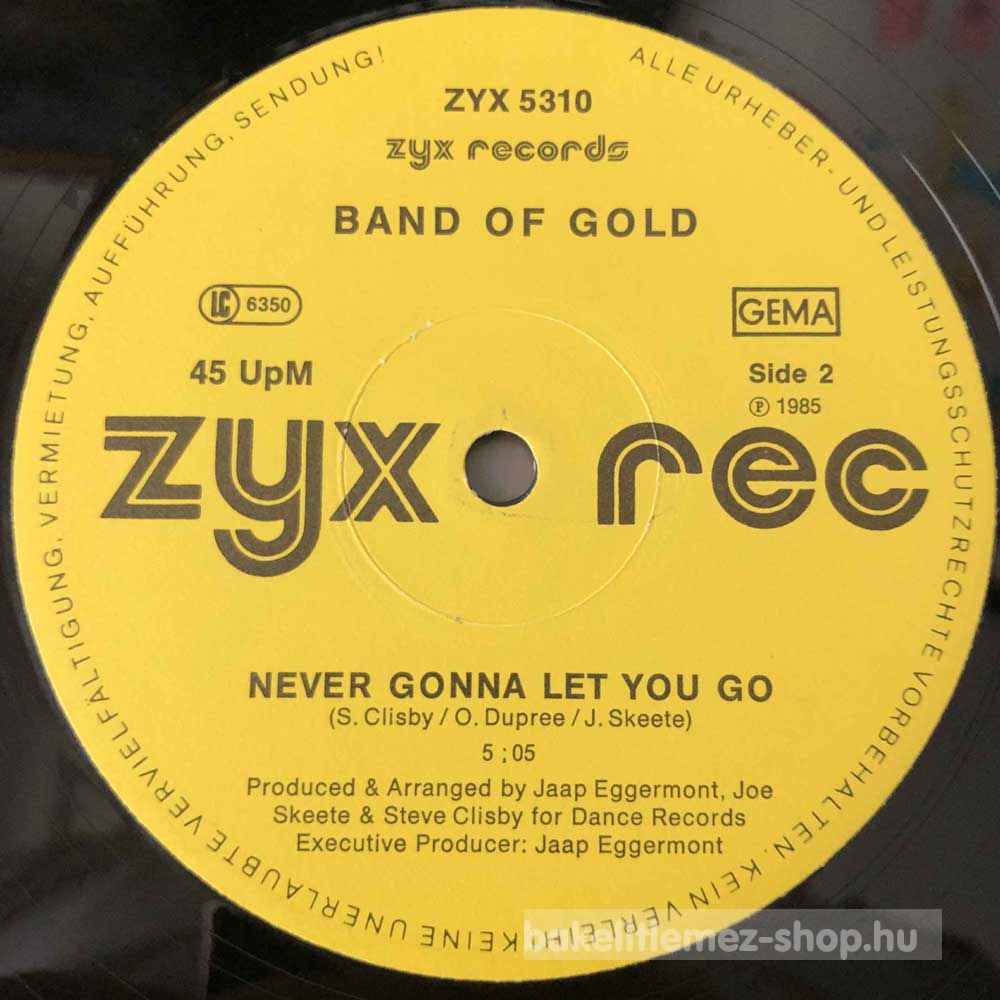 ALLE URHEBER- UND LEISTUNGSSCHUTZRECHTE VORBEHALTEN. KEIN VERLEIH. KEINE UNERLAUBTE VERVIELFÄLTIGUNG, VERMIETUNG, AUFFÜHRUNG, SENDUNG!
ZYX 5310
zyx records
BAND OF GOLD
LC 6350
GEMA
45 UpM
Side 2
℗ 1985
zyx rec
NEVER GONNA LET YOU GO
(S. Clisby / O. Dupree / J. Skeete)
5 : 05
Produced & Arranged by Jaap Eggermont, Joe
Skeete & Steve Clisby for Dance Records
Executive Producer: Jaap Eggermont
bakelitlemez-shop.hu